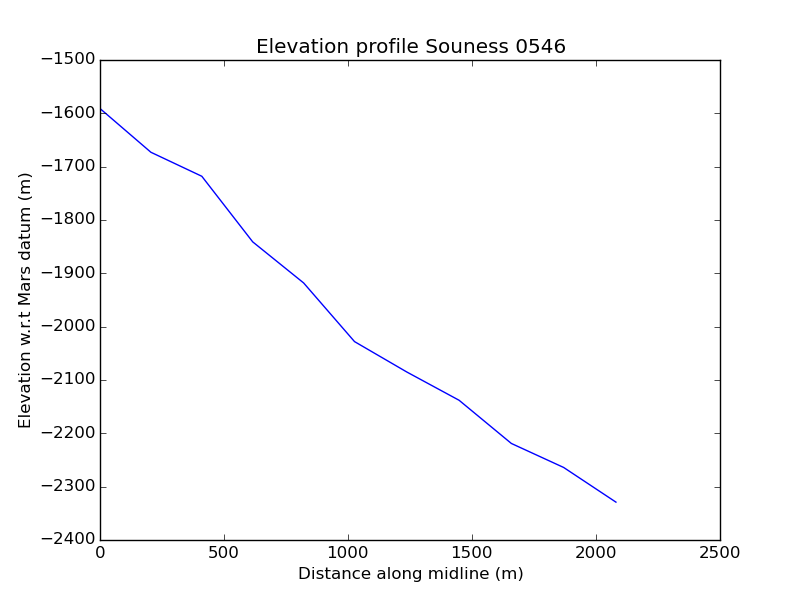 Elevation profile Souness 0546
−1500
−1600
−1700
−1800
−1900
−2000
−2100
−2200
−2300
−2400
Elevation w.r.t Mars datum (m)
0 500 1000 1500 2000 2500
Distance along midline (m)